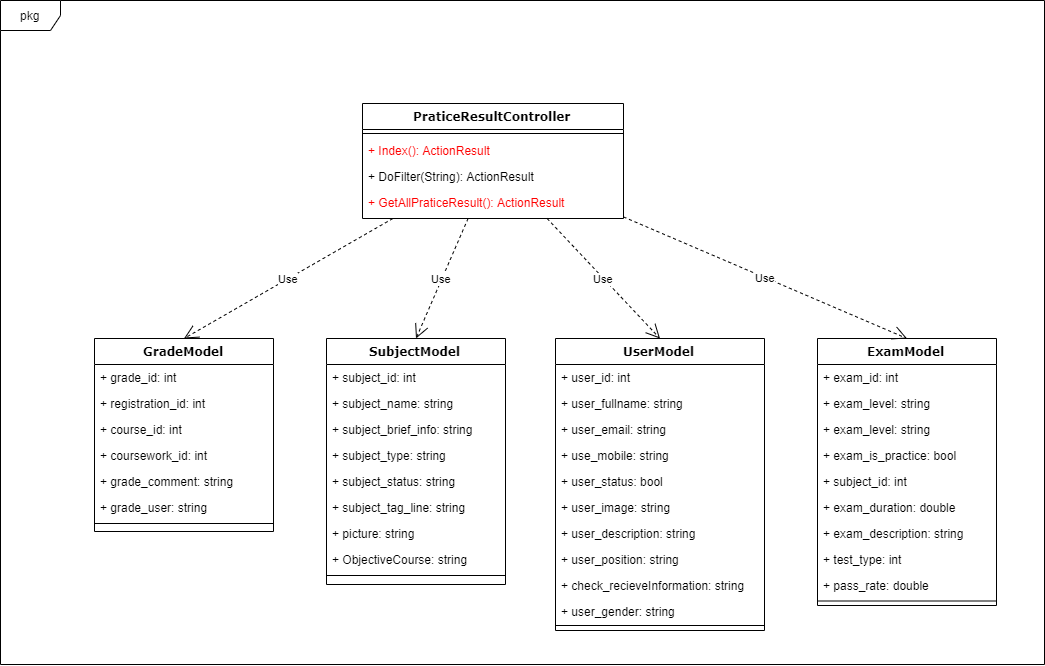 pkg
PraticeResultController
+ Index(): ActionResult
+ DoFilter(String): ActionResult
+ GetAllPraticeResult(): ActionResult
Use
Use
Use
Use
GradeModel
+ grade_id: int
+ registration_id: int
+ course_id: int
+ coursework_id: int
+ grade_comment: string
+ grade_user: string
SubjectModel
+ subject_id: int
+ subject_name: string
+ subject_brief_info: string
+ subject_type: string
+ subject_status: string
+ subject_tag_line: string
+ picture: string
+ ObjectiveCourse: string
UserModel
+ user_id: int
+ user_fullname: string
+ user_email: string
+ use_mobile: string
+ user_status: bool
+ user_image: string
+ user_description: string
+ user_position: string
+ check_recieveInformation: string
+ user_gender: string
ExamModel
+ exam_id: int
+ exam_level: string
+ exam_level: string
+ exam_is_practice: bool
+ subject_id: int
+ exam_duration: double
+ exam_description: string
+ test_type: int
+ pass_rate: double